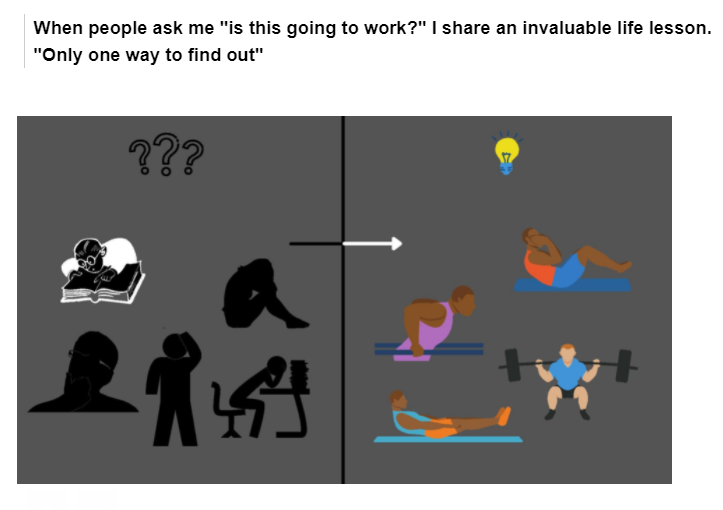 When people ask me "is this going to work?" I share an invaluable life lesson.
"Only one way to find out"
???